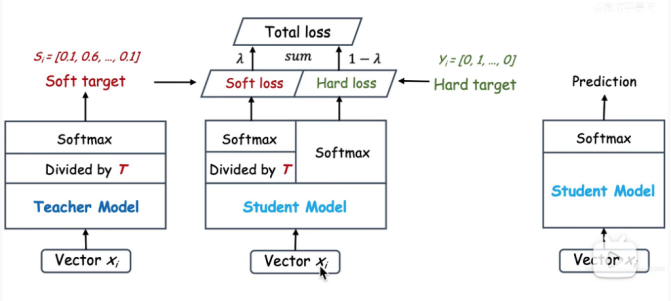 Total loss
λ sum 1 − λ
Sᵢ= [0.1, 0.6, ..., 0.1]
Yᵢ= [0, 1, ..., 0]
Soft target
Soft loss
Hard loss
Hard target
Prediction
Softmax
Divided by T
Teacher Model
Vector xᵢ
Softmax
Divided by T
Softmax
Student Model
Vector xᵢ
Softmax
Student Model
Vector xᵢ